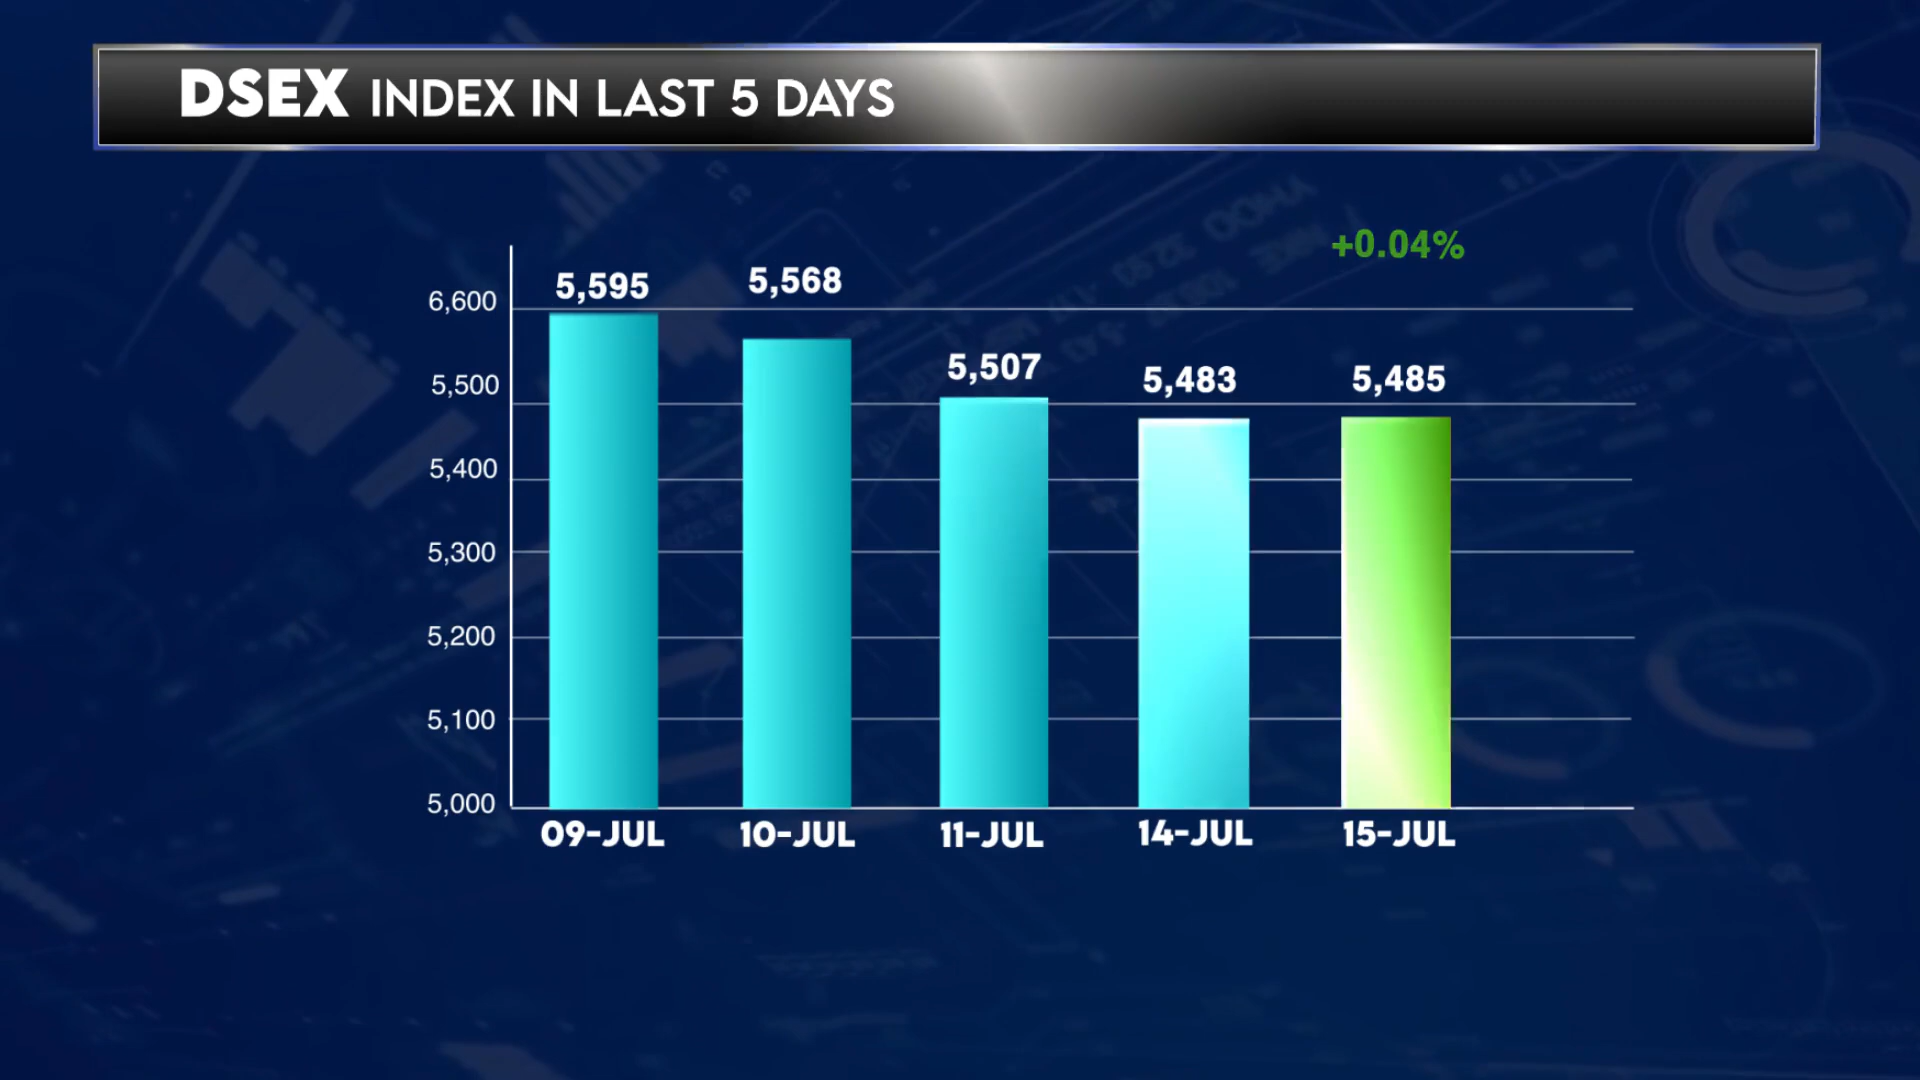 DSEX INDEX IN LAST 5 DAYS
+0.04%
5,595
5,568
5,507
5,483
5,485
6,600
5,500
5,400
5,300
5,200
5,100
5,000
09-JUL
10-JUL
11-JUL
14-JUL
15-JUL